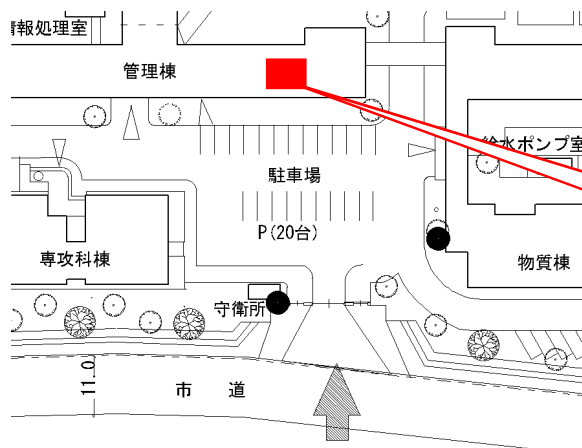 情報処理室
管理棟
給水ポンプ室
駐車場
P(20台)
専攻科棟
物質棟
守衛所
11.0
市道